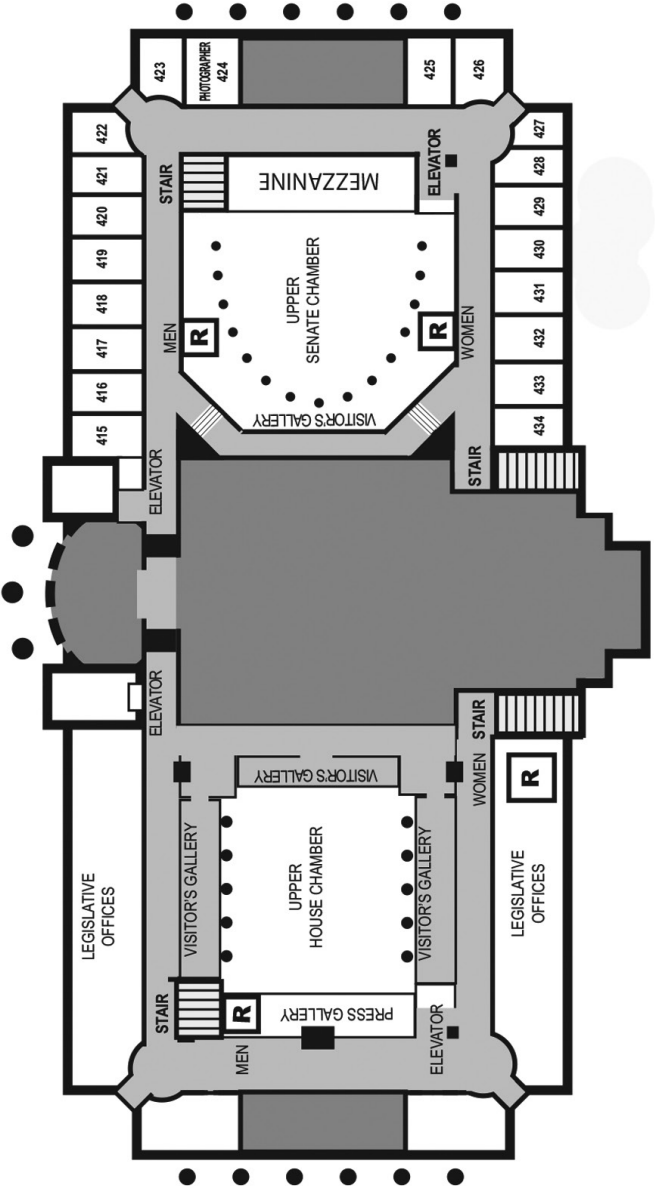 423
PHOTOGRAPHER
424
425
426
422
427
421
428
420
429
419
430
418
431
417
432
416
433
415
434
STAIR
MEZZANINE
ELEVATOR
UPPER
SENATE CHAMBER
MEN
R
R
WOMEN
VISITOR'S GALLERY
ELEVATOR
STAIR
ELEVATOR
STAIR
VISITOR'S GALLERY
WOMEN
R
LEGISLATIVE
OFFICES
VISITOR'S GALLERY
UPPER
HOUSE CHAMBER
VISITOR'S GALLERY
LEGISLATIVE
OFFICES
STAIR
R
PRESS GALLERY
MEN
ELEVATOR